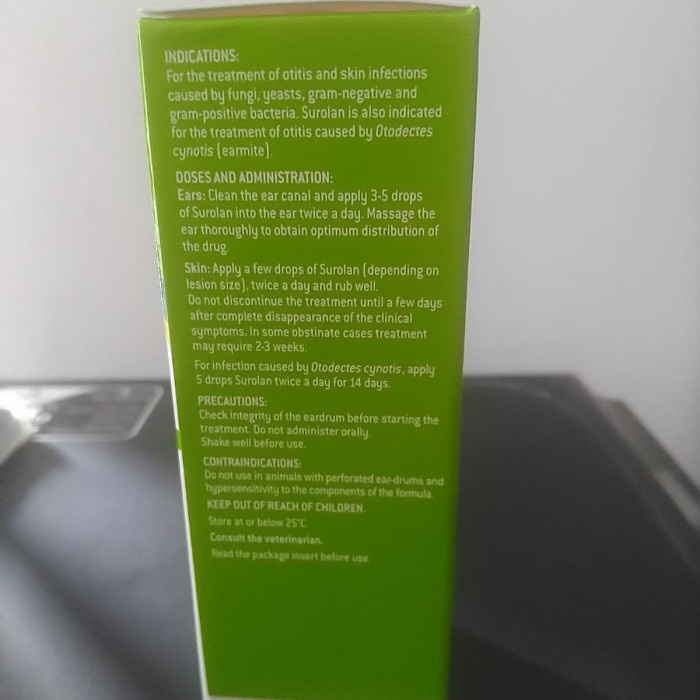 INDICATIONS:
For the treatment of otitis and skin infections
caused by fungi, yeasts, gram-negative and
gram-positive bacteria. Surolan is also indicated
for the treatment of otitis caused by Otodectes
cynotis (earmite).
DOSES AND ADMINISTRATION:
Ears: Clean the ear canal and apply 3-5 drops
of Surolan into the ear twice a day. Massage the
ear thoroughly to obtain optimum distribution of
the drug.
Skin: Apply a few drops of Surolan (depending on
lesion size), twice a day and rub well.
Do not discontinue the treatment until a few days
after complete disappearance of the clinical
symptoms. In some obstinate cases treatment
may require 2-3 weeks.
For infection caused by Otodectes cynotis, apply
5 drops Surolan twice a day for 14 days.
PRECAUTIONS:
Check integrity of the eardrum before starting the
treatment. Do not administer orally.
Shake well before use.
CONTRAINDICATIONS:
Do not use in animals with perforated ear-drums and
hypersensitivity to the components of the formula.
KEEP OUT OF REACH OF CHILDREN.
Store at or below 25°C.
Consult the veterinarian.
Read the package insert before use.